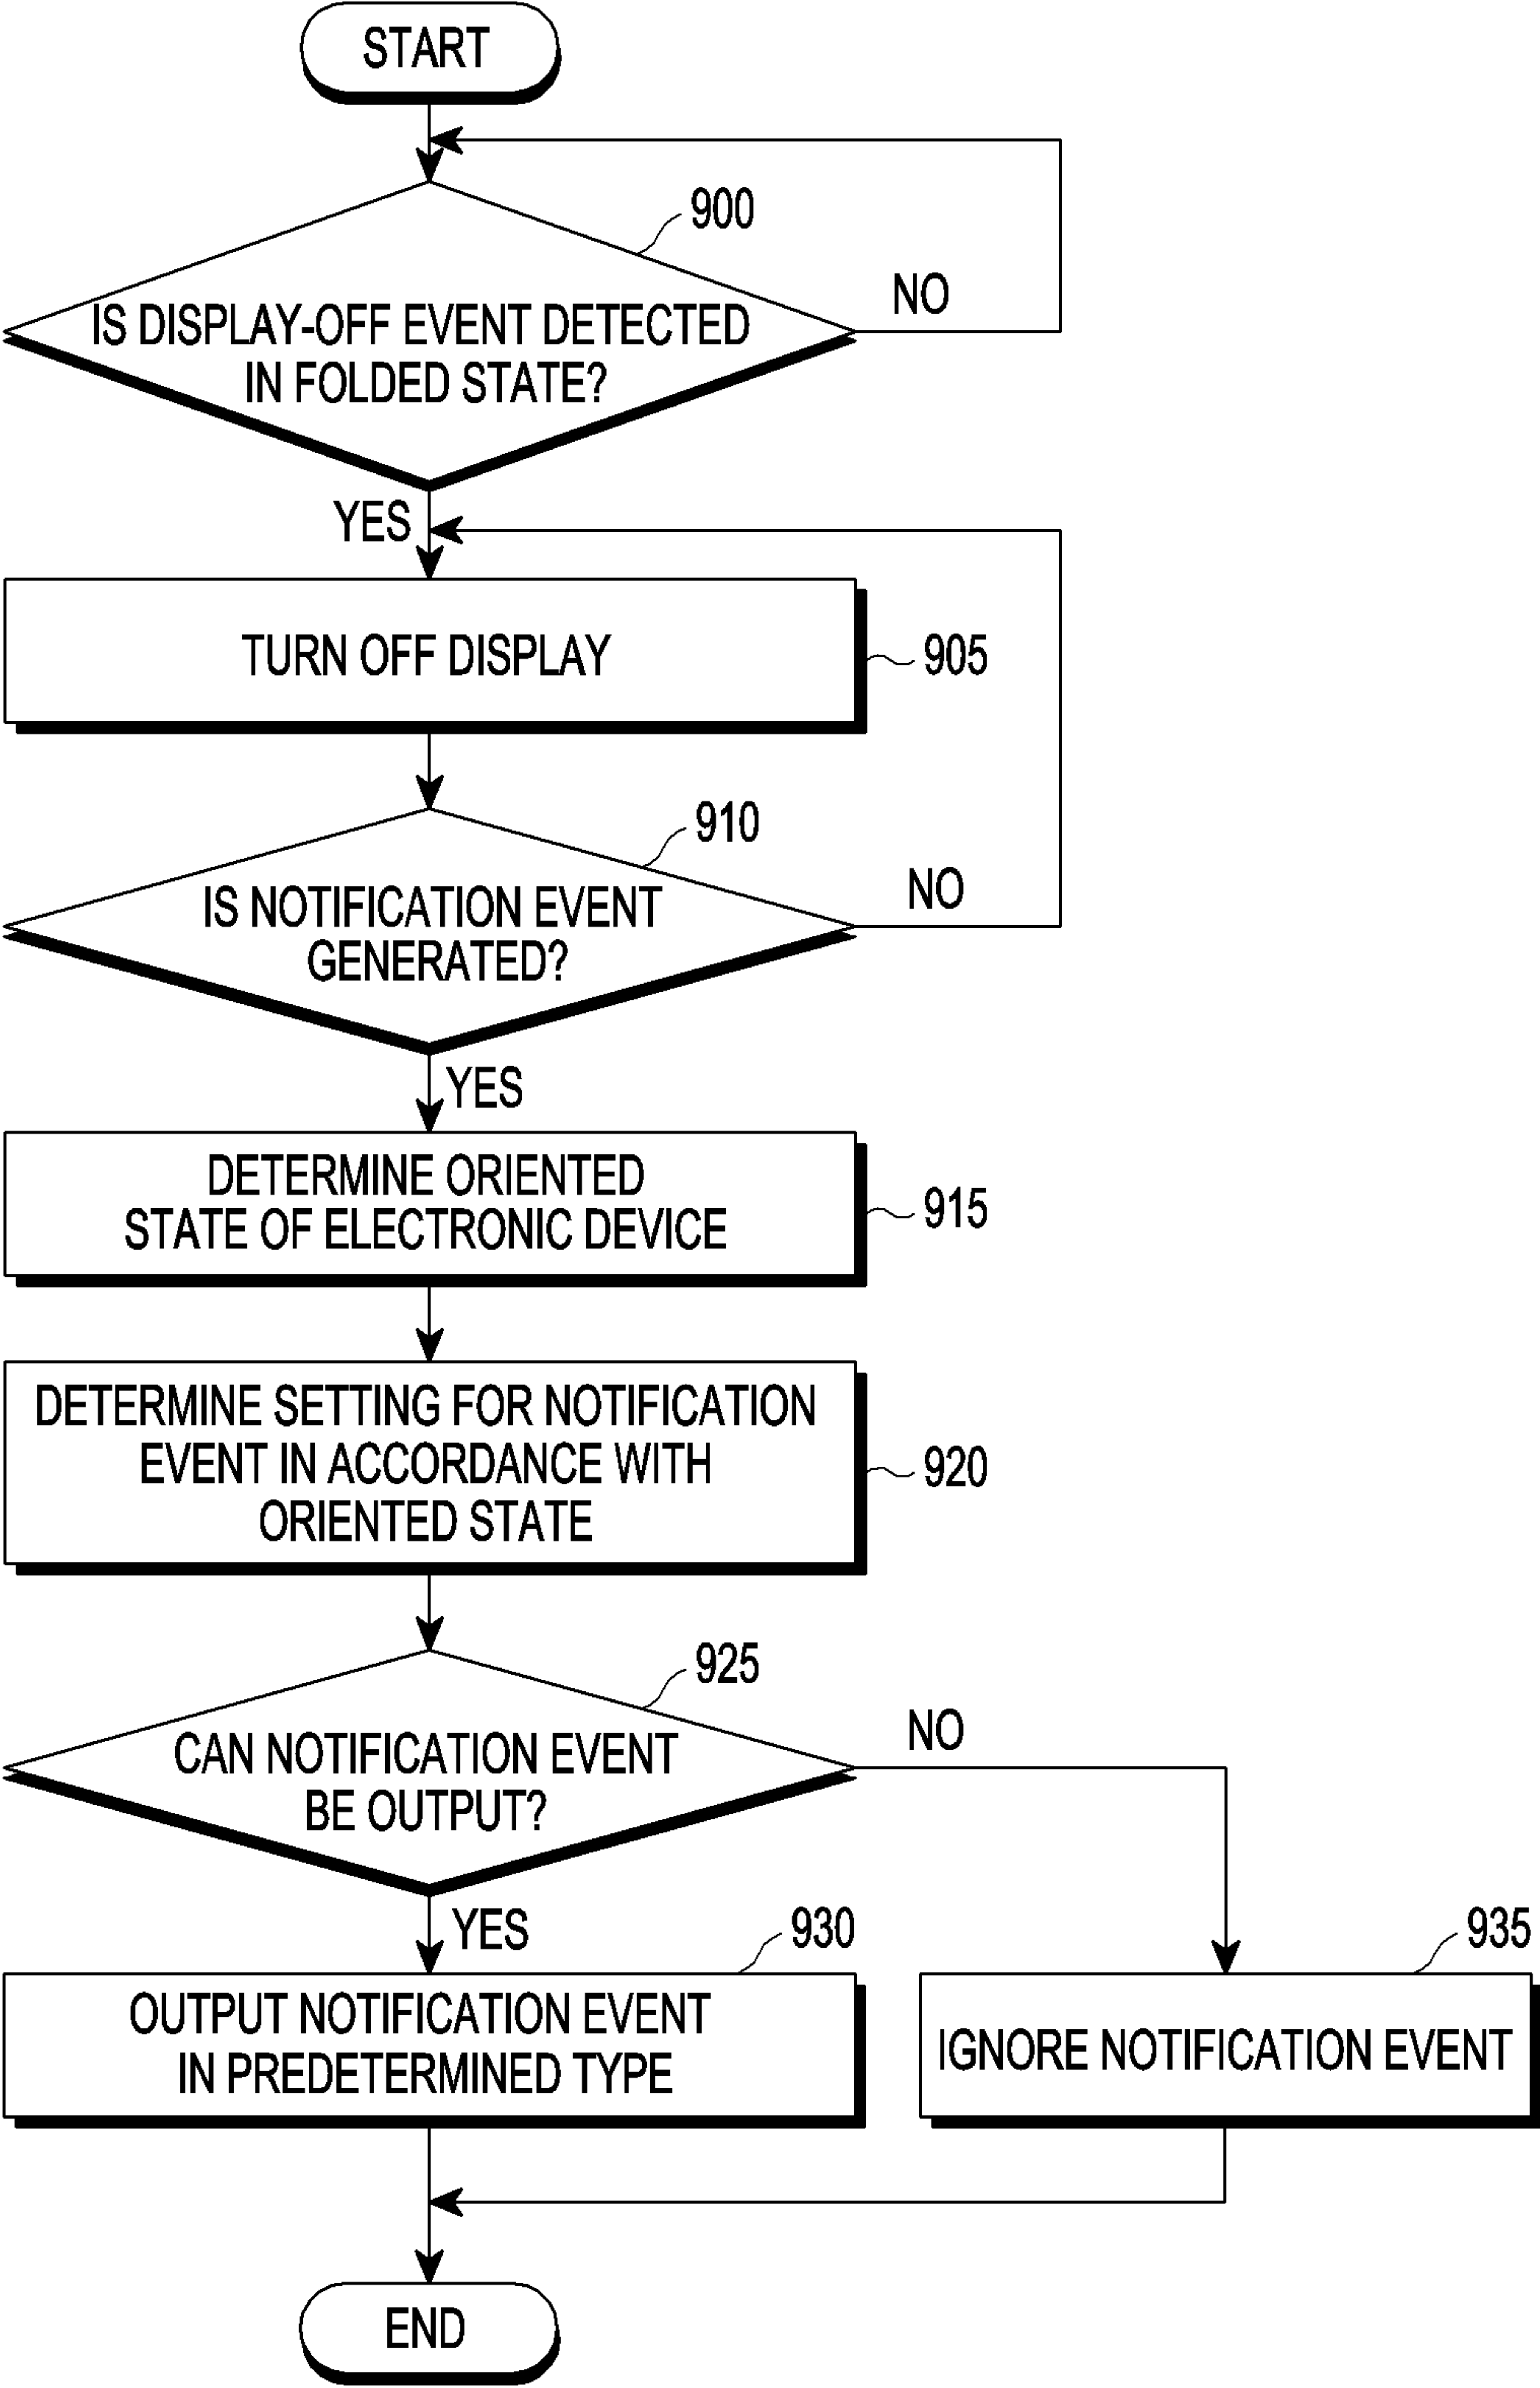 START
900
NO
IS DISPLAY-OFF EVENT DETECTED
IN FOLDED STATE?
YES
TURN OFF DISPLAY
905
910
NO
IS NOTIFICATION EVENT
GENERATED?
YES
DETERMINE ORIENTED
STATE OF ELECTRONIC DEVICE
915
DETERMINE SETTING FOR NOTIFICATION
EVENT IN ACCORDANCE WITH
ORIENTED STATE
920
925
NO
CAN NOTIFICATION EVENT
BE OUTPUT?
YES
930
935
OUTPUT NOTIFICATION EVENT
IN PREDETERMINED TYPE
IGNORE NOTIFICATION EVENT
END